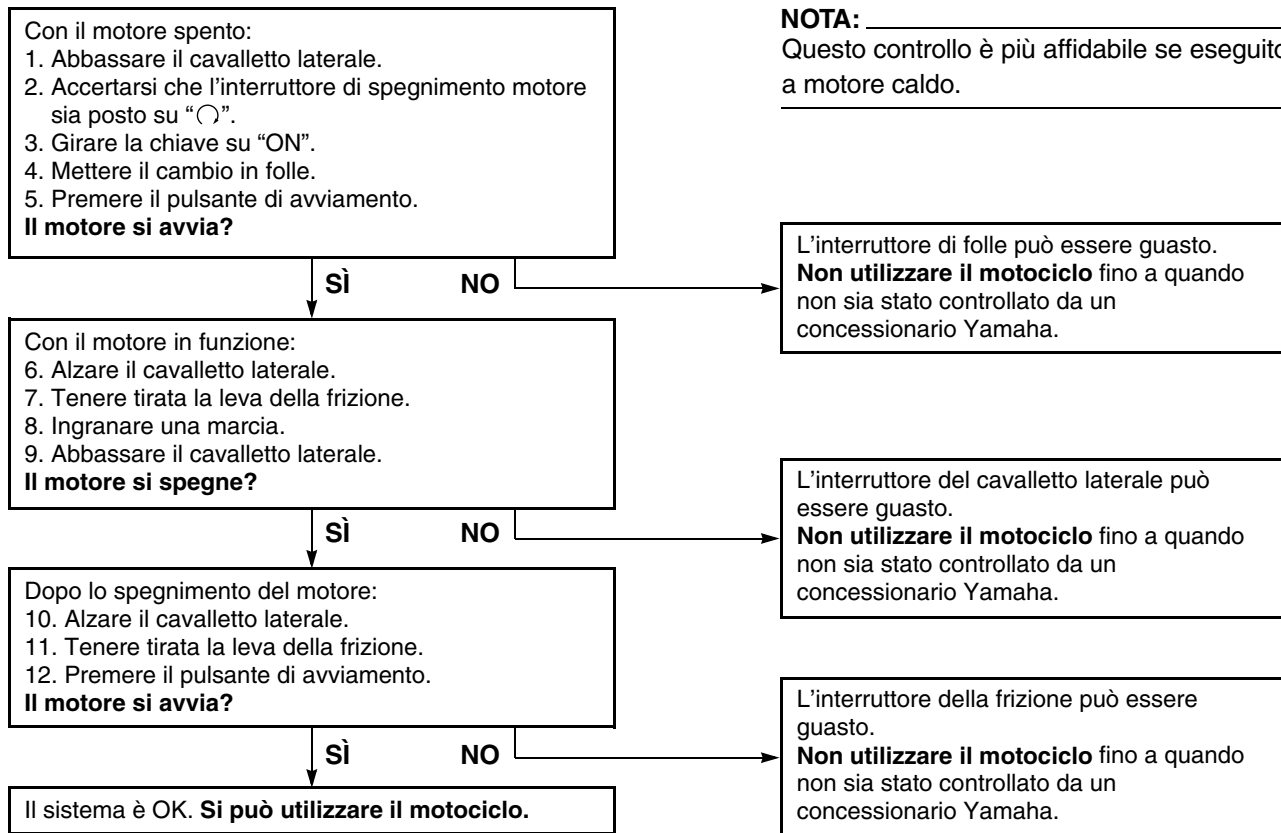 Con il motore spento:
1. Abbassare il cavalletto laterale.
2. Accertarsi che l’interruttore di spegnimento motore
sia posto su “”.
3. Girare la chiave su “ON”.
4. Mettere il cambio in folle.
5. Premere il pulsante di avviamento.
Il motore si avvia?
SÌ NO
NOTA:
Questo controllo è più affidabile se eseguito
a motore caldo.
L’interruttore di folle può essere guasto.
Non utilizzare il motociclo fino a quando
non sia stato controllato da un
concessionario Yamaha.
Con il motore in funzione:
6. Alzare il cavalletto laterale.
7. Tenere tirata la leva della frizione.
8. Ingranare una marcia.
9. Abbassare il cavalletto laterale.
Il motore si spegne?
SÌ NO
L’interruttore del cavalletto laterale può
essere guasto.
Non utilizzare il motociclo fino a quando
non sia stato controllato da un
concessionario Yamaha.
Dopo lo spegnimento del motore:
10. Alzare il cavalletto laterale.
11. Tenere tirata la leva della frizione.
12. Premere il pulsante di avviamento.
Il motore si avvia?
SÌ NO
L’interruttore della frizione può essere
guasto.
Non utilizzare il motociclo fino a quando
non sia stato controllato da un
concessionario Yamaha.
Il sistema è OK. Si può utilizzare il motociclo.